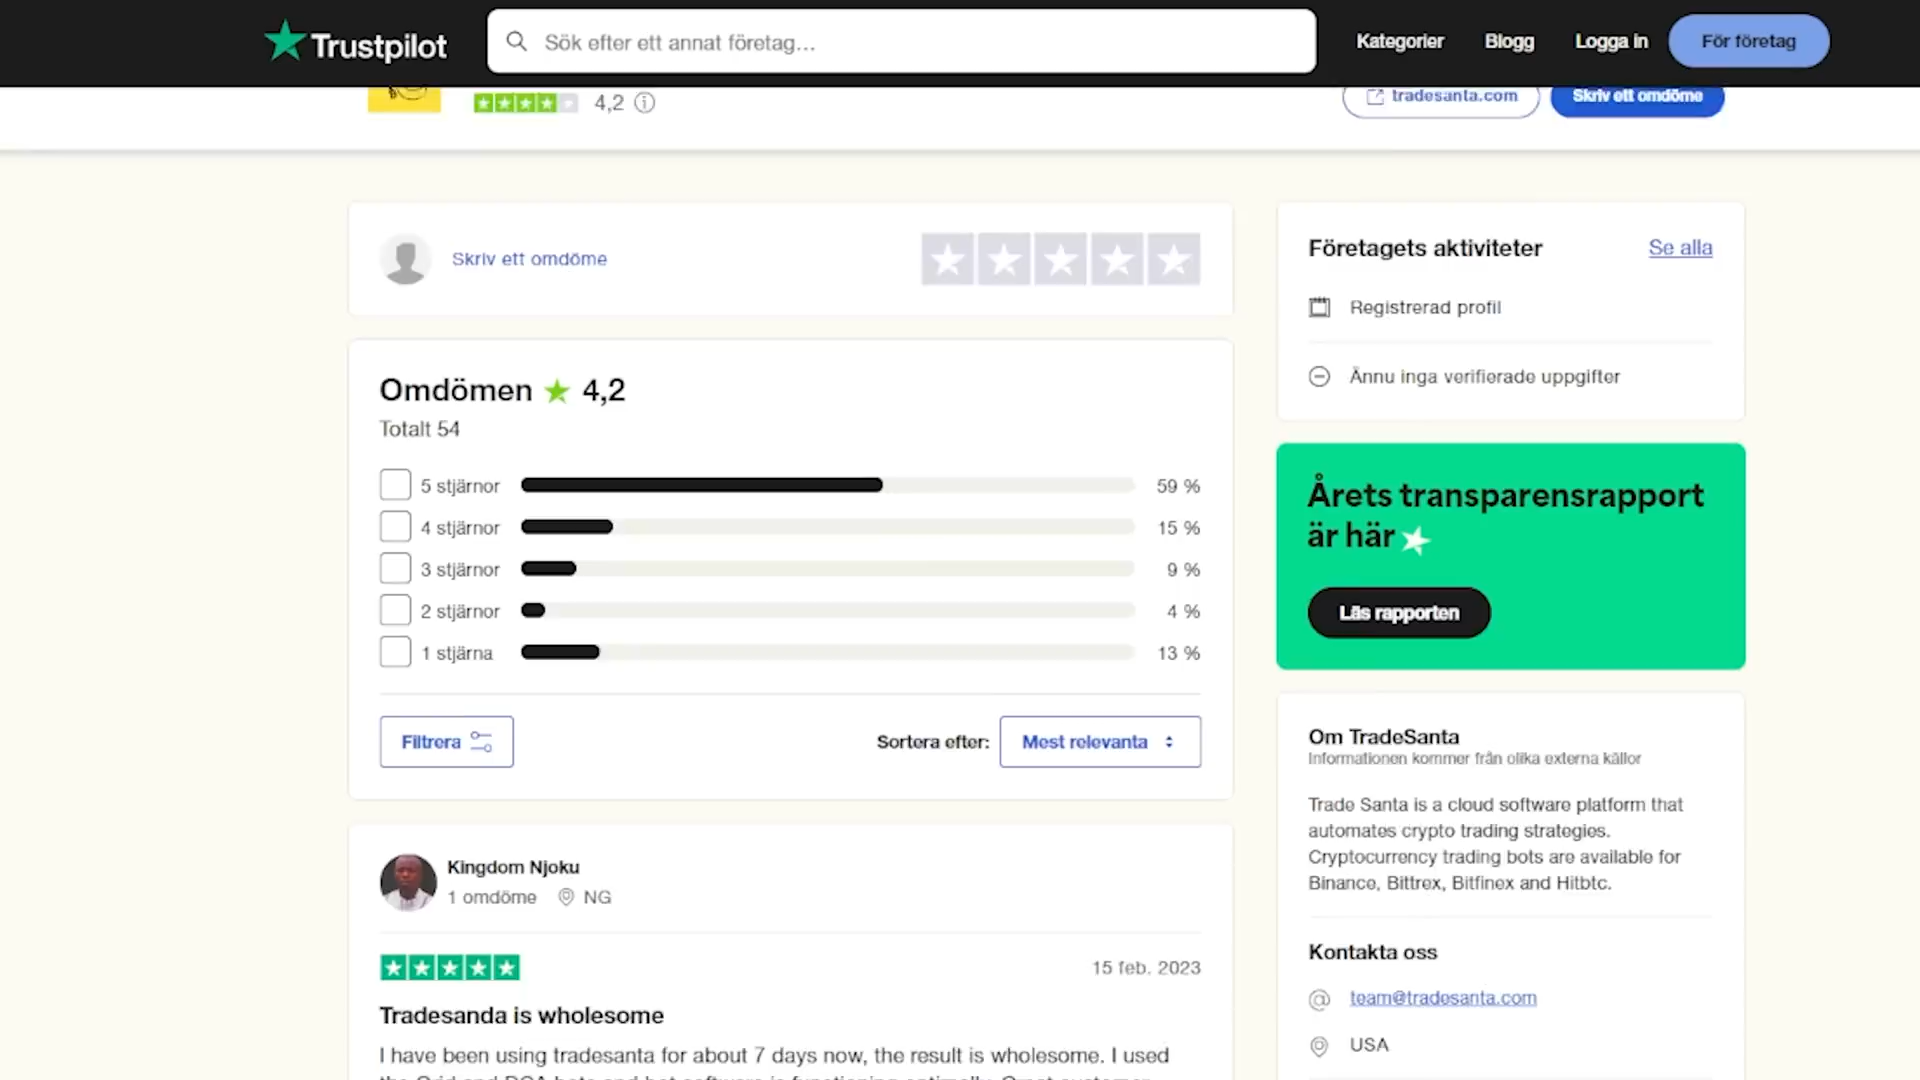 Trustpilot
Sök efter ett annat företag...
Kategorier
Blogg
Logga in
För företag
4,2
tradesanta.com
Skriv ett omdöme
Skriv ett omdöme
Omdömen 4,2
Totalt 54
5 stjärnor 59 %
4 stjärnor 15 %
3 stjärnor 9 %
2 stjärnor 4 %
1 stjärna 13 %
Filtrera
Sortera efter: Mest relevanta
Kingdom Njoku
1 omdöme NG
15 feb. 2023
Tradesanda is wholesome
I have been using tradesanta for about 7 days now, the result is wholesome. I used
Företagets aktiviteter
Se alla
Registrerad profil
Ännu inga verifierade uppgifter
Årets transparensrapport
är här
Läs rapporten
Om TradeSanta
Informationen kommer från olika externa källor
Trade Santa is a cloud software platform that
automates crypto trading strategies.
Cryptocurrency trading bots are available for
Binance, Bittrex, Bitfinex and Hitbtc.
Kontakta oss
team@tradesanta.com
USA